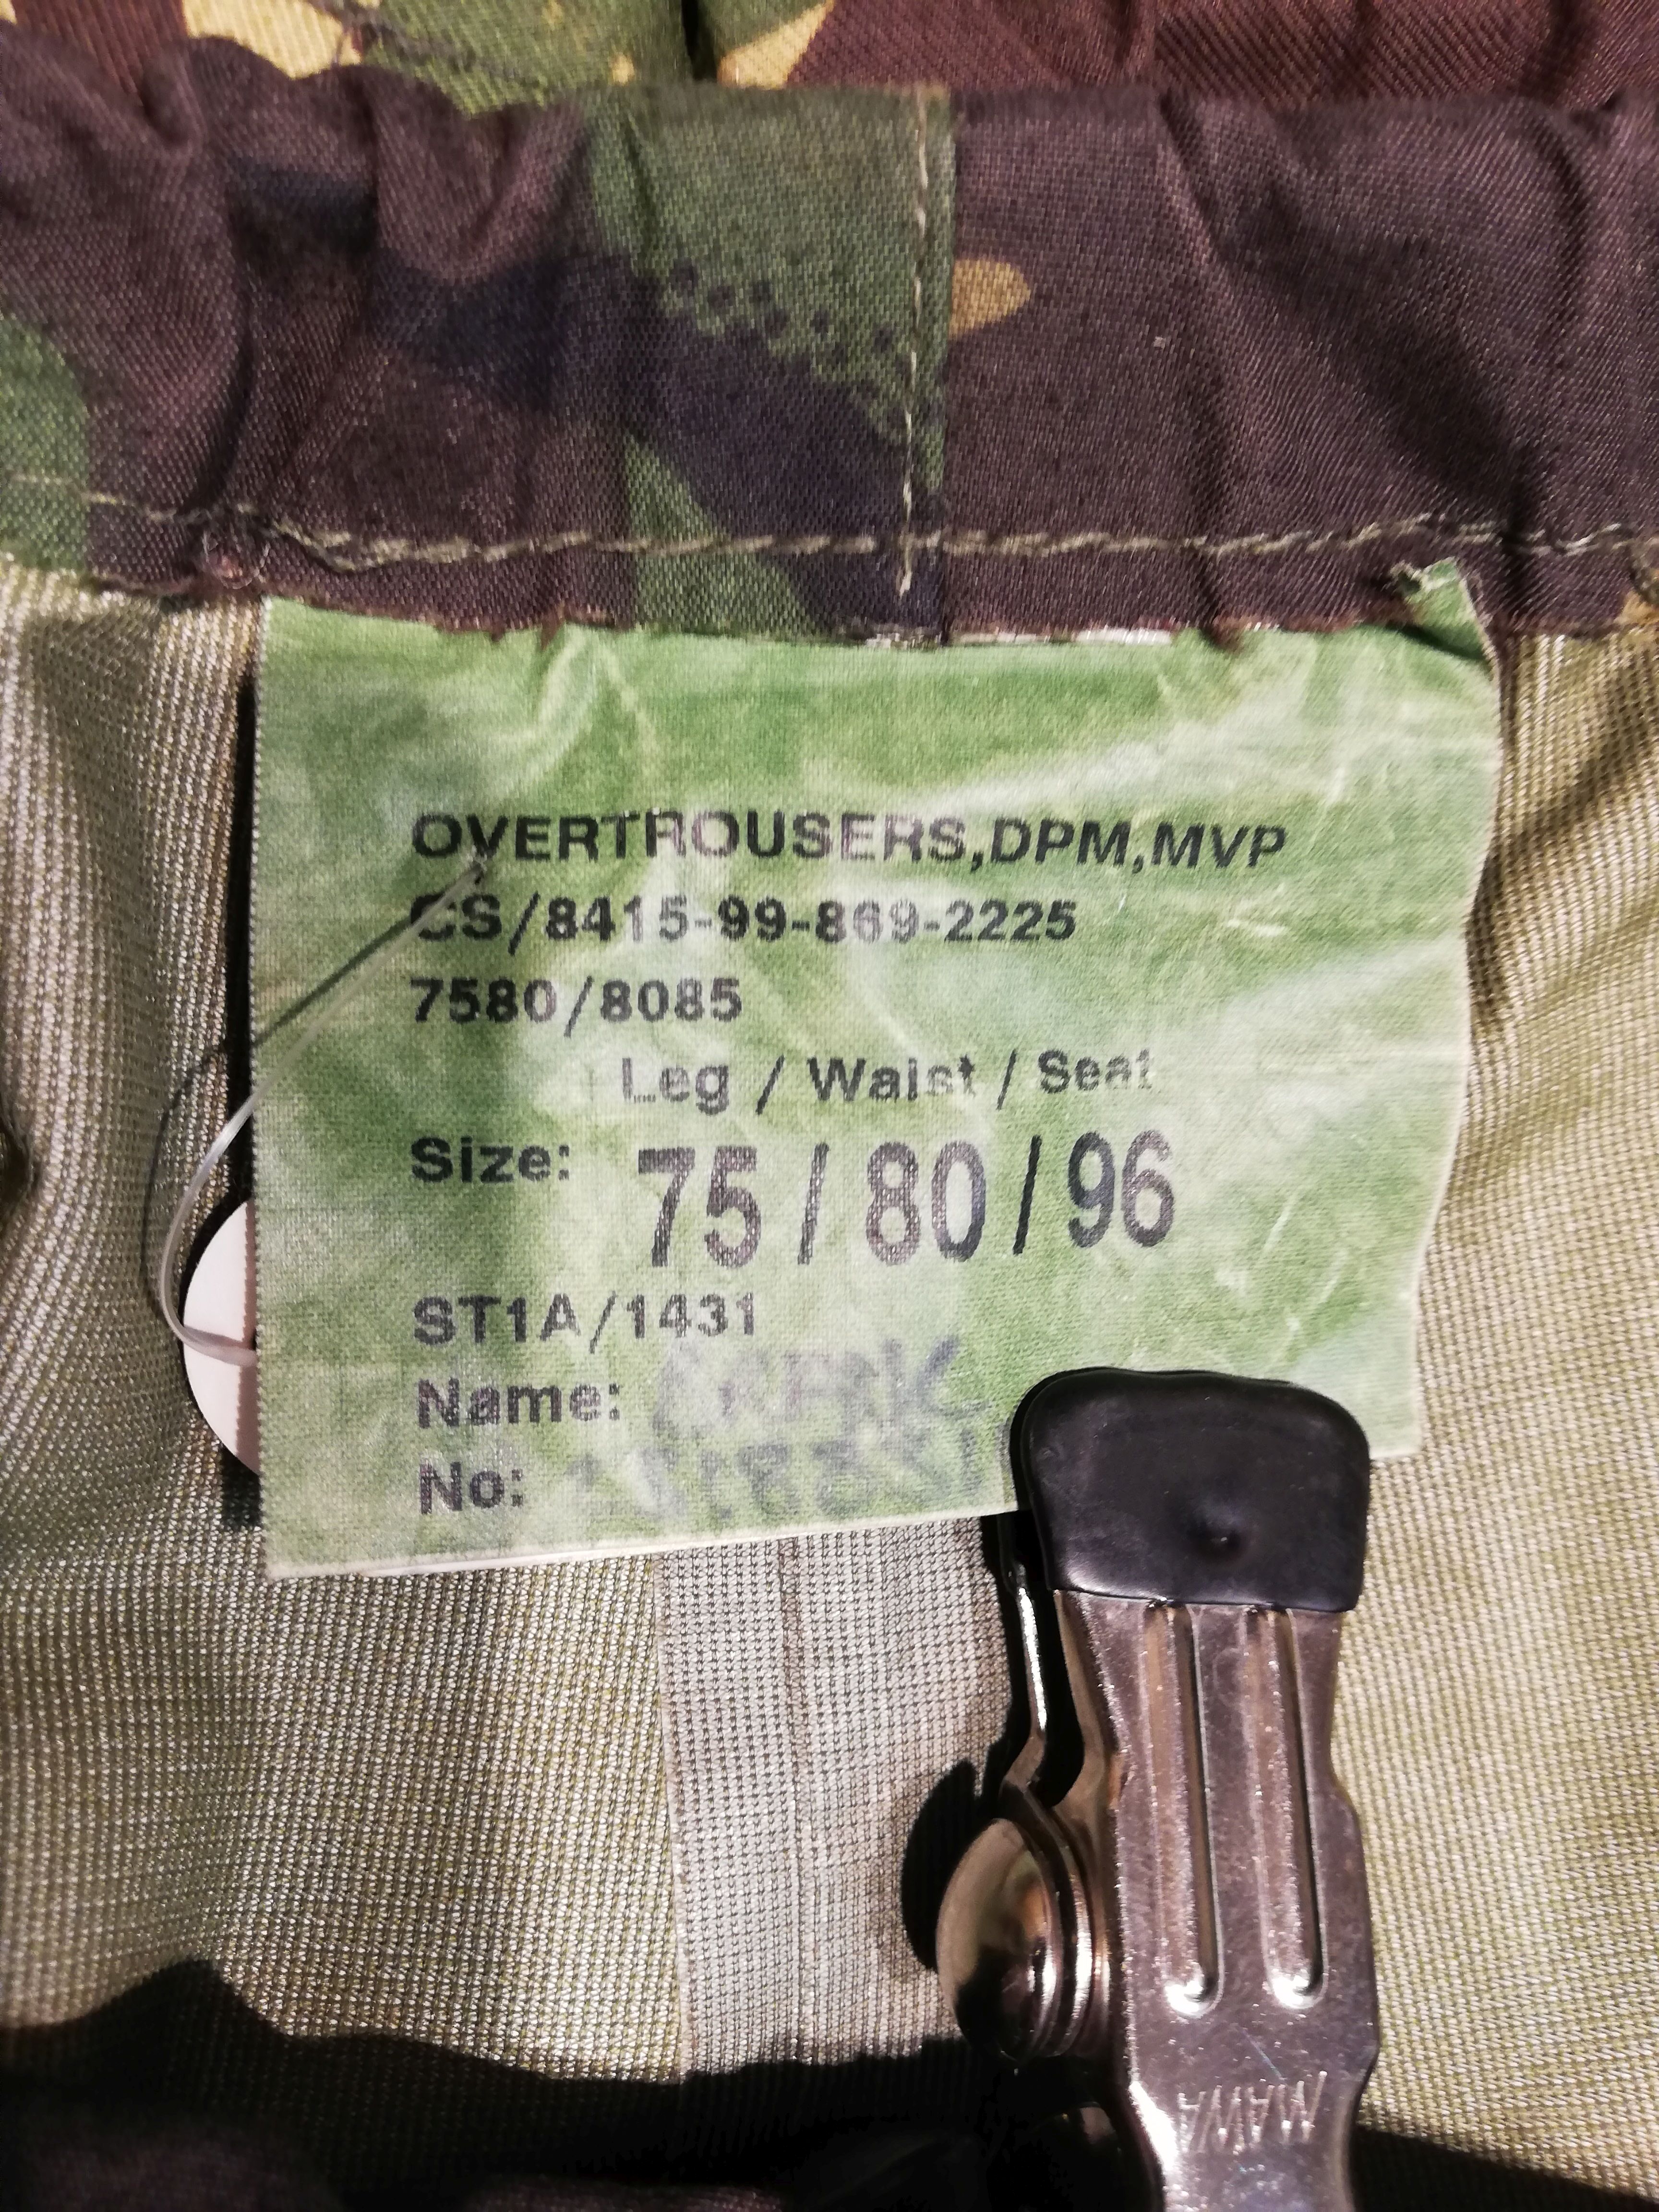 OVERTROUSERS,DPM,MVP
CS/8415-99-869-2225
7580/8085
Leg / Waist / Seat
Size: 75/80/96
ST1A/1431
Name:
No:
MAWA